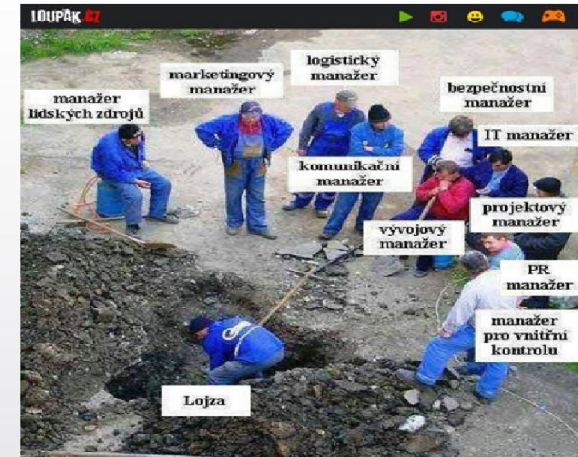 LOUPAK.CZ
logistický
manažer
marketingový
manažer
manažer
lidských zdrojů
bezpečnostní
manažer
IT manažer
komunikační
manažer
projektový
manažer
vývojový
manažer
PR
manažer
manažer
pro vnitřní
kontrolu
Lojza